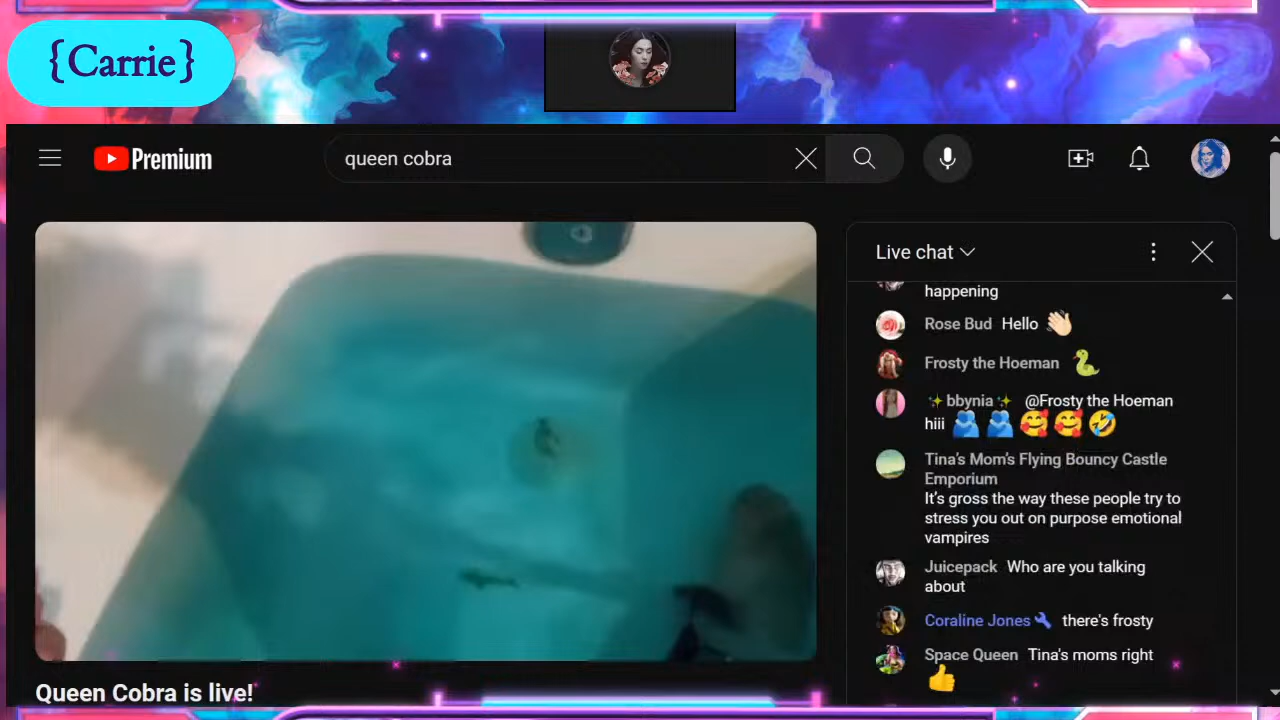 {Carrie}
Premium
queen cobra
Live chat
happening
Rose Bud Hello
Frosty the Hoeman
bbynia @Frosty the Hoeman
hiii
Tina's Mom's Flying Bouncy Castle
Emporium
It's gross the way these people try to
stress you out on purpose emotional
vampires
Juicepack Who are you talking
about
Coraline Jones there's frosty
Space Queen Tina's moms right
Queen Cobra is live!